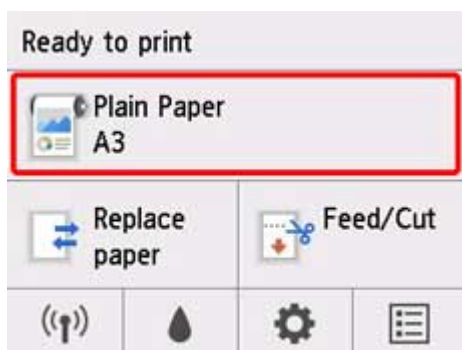 Ready to print
Plain Paper
A3
Replace
paper
Feed/Cut